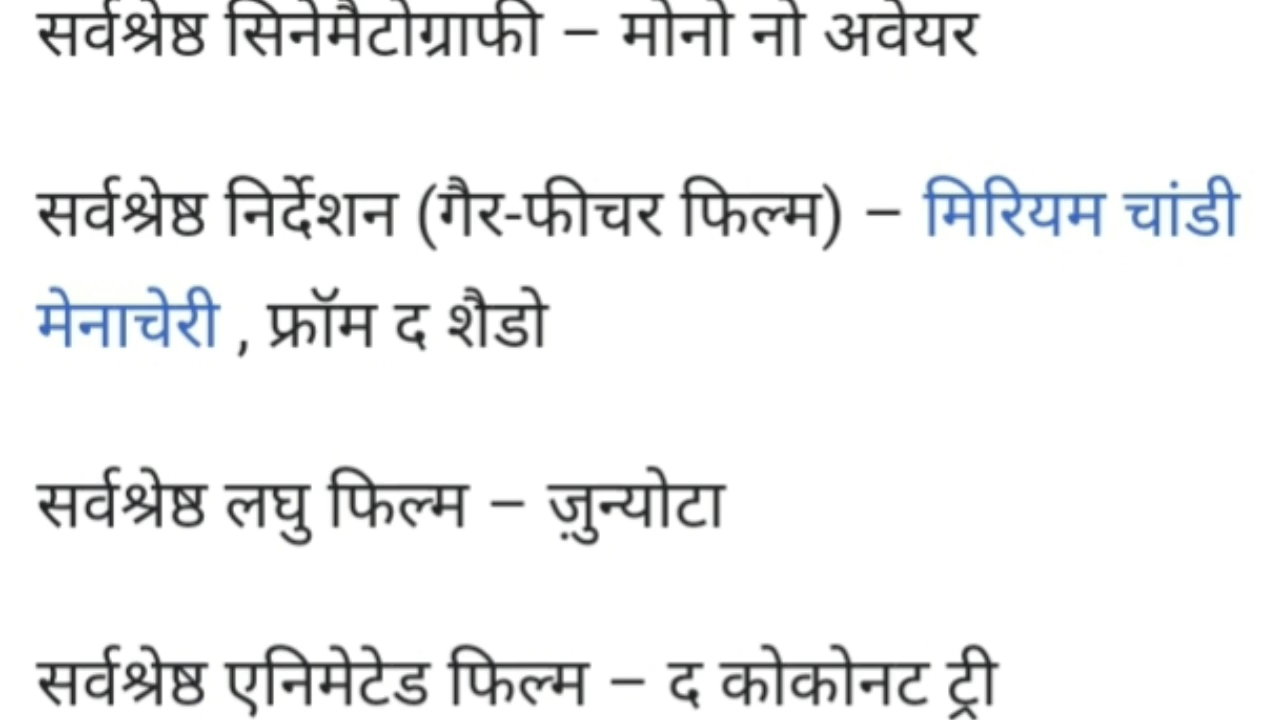 सर्वश्रेष्ठ सिनेमैटोग्राफी – मोनो नो अवेयर
सर्वश्रेष्ठ निर्देशन (गैर-फीचर फिल्म) – मिरियम चांडी
मेनाचेरी , फ्रॉम द शैडो
सर्वश्रेष्ठ लघु फिल्म – ज़ुन्योटा
सर्वश्रेष्ठ एनिमेटेड फिल्म – द कोकोनट ट्री